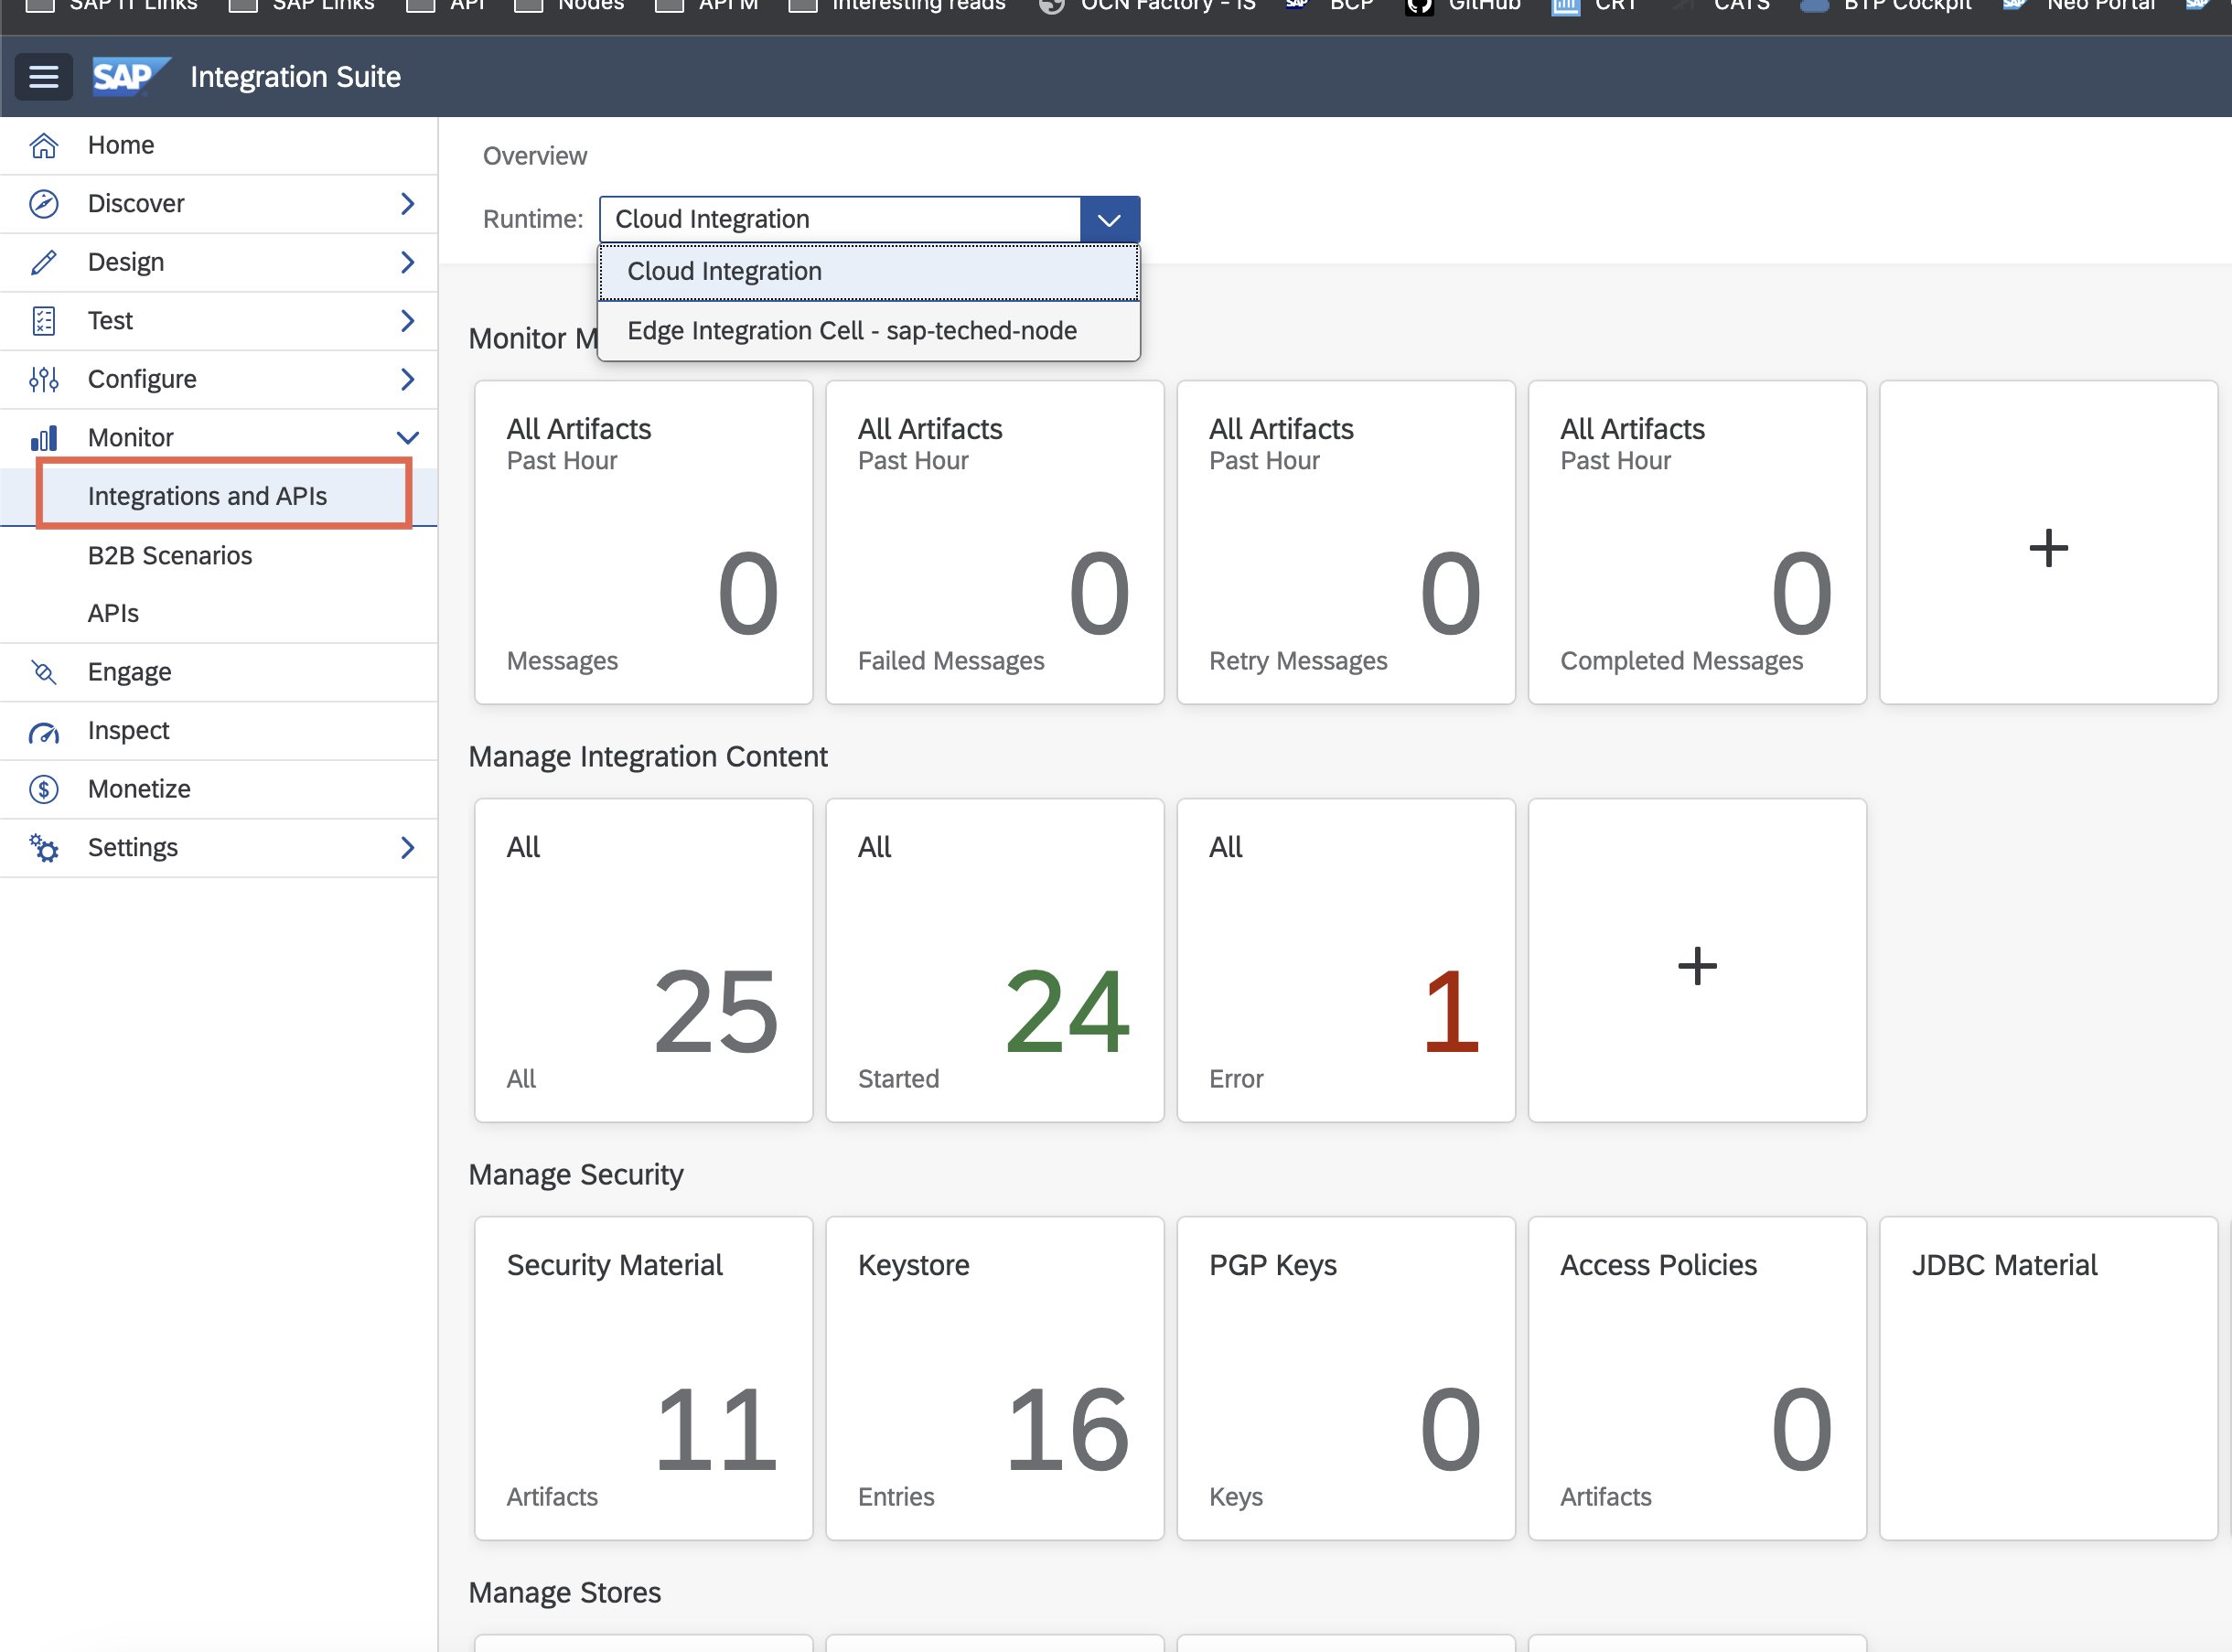 SAP IT Links SAP Links API Nodes API M Interesting reads OCN Factory - IS SAP BCP GitHub CRT CATS BTP Cockpit SAP Neo Portal SAP
SAP Integration Suite
Home
Discover
Design
Test
Configure
Monitor
Integrations and APIs
B2B Scenarios
APIs
Engage
Inspect
Monetize
Settings
Overview
Runtime: Cloud Integration
Cloud Integration
Edge Integration Cell - sap-teched-node
Monitor M
All Artifacts
Past Hour
0
Messages
All Artifacts
Past Hour
0
Failed Messages
All Artifacts
Past Hour
0
Retry Messages
All Artifacts
Past Hour
0
Completed Messages
+
Manage Integration Content
All
25
All
All
24
Started
All
1
Error
+
Manage Security
Security Material
11
Artifacts
Keystore
16
Entries
PGP Keys
0
Keys
Access Policies
0
Artifacts
JDBC Material
Manage Stores